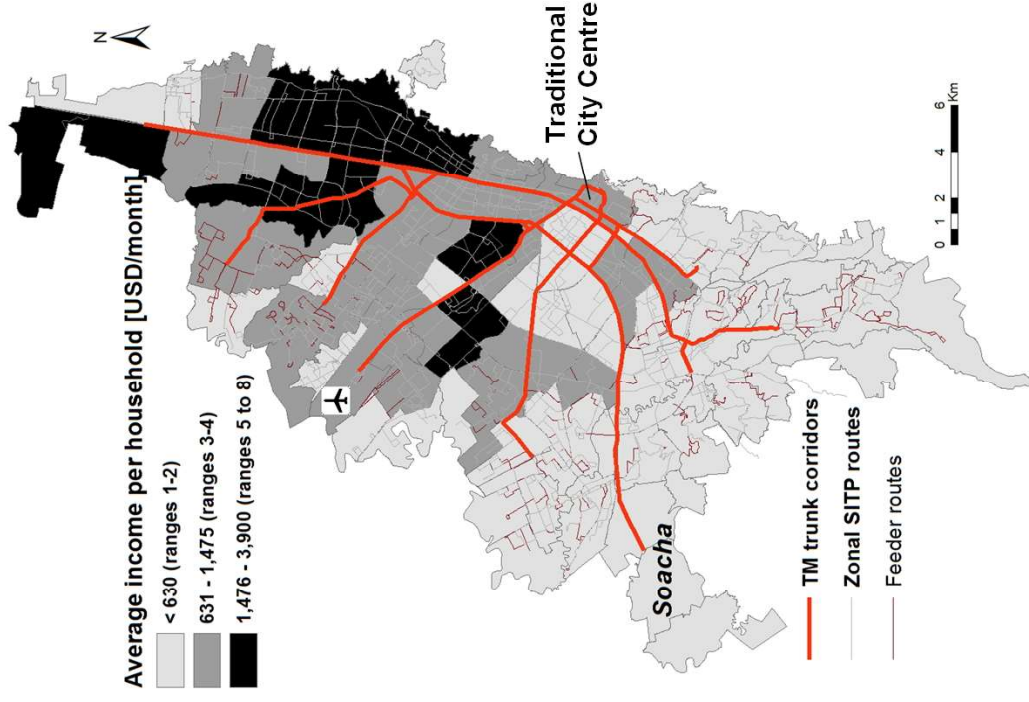 N
Average income per household [USD/month]
< 630 (ranges 1-2)
631 - 1,475 (ranges 3-4)
1,476 - 3,900 (ranges 5 to 8)
Traditional
City Centre
Soacha
TM trunk corridors
Zonal SITP routes
Feeder routes
0 1 2 4 6
Km